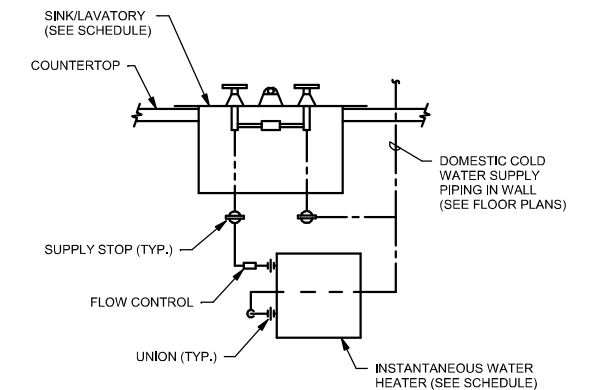 SINK/LAVATORY
(SEE SCHEDULE)
COUNTERTOP
DOMESTIC COLD
WATER SUPPLY
PIPING IN WALL
(SEE FLOOR PLANS)
SUPPLY STOP (TYP.)
FLOW CONTROL
UNION (TYP.)
INSTANTANEOUS WATER
HEATER (SEE SCHEDULE)